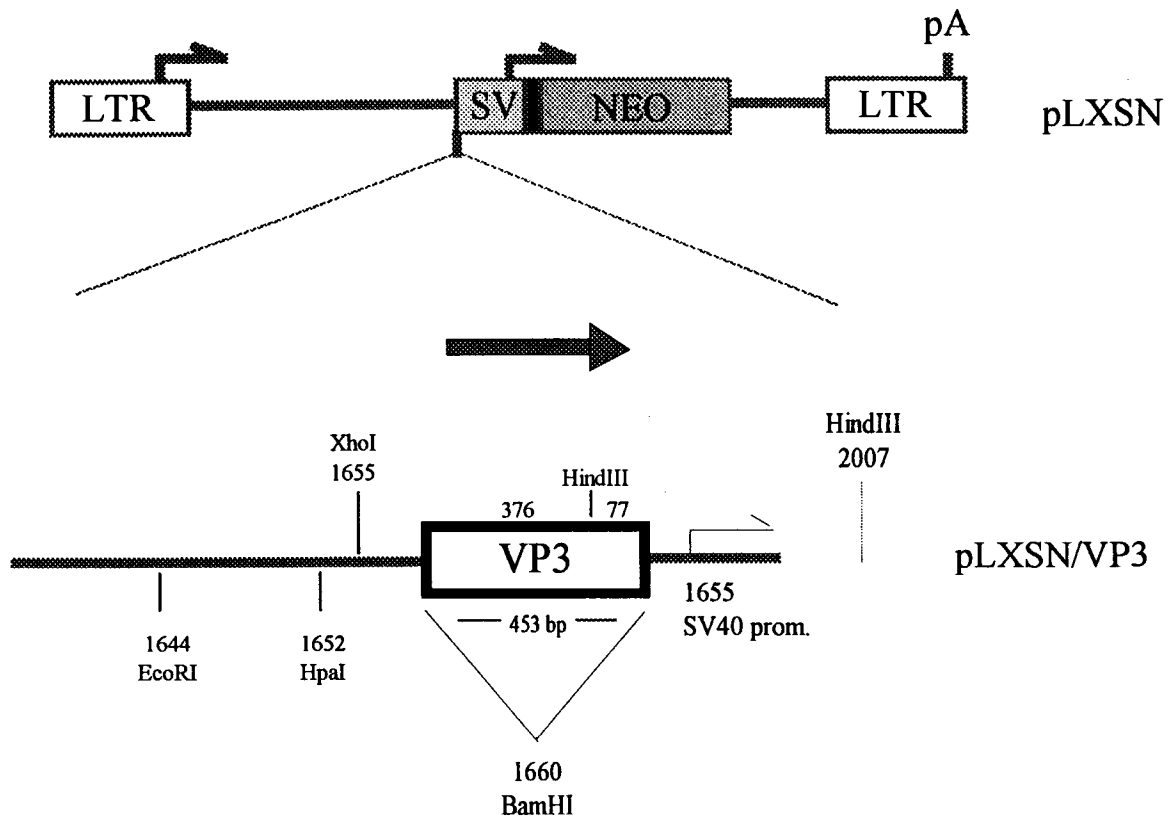 pA
LTR
SV
NEO
LTR
pLXSN
XhoI
1655
HindIII
376
77
HindIII
2007
VP3
453 bp
pLXSN/VP3
1644
EcoRI
1652
HpaI
1655
SV40 prom.
1660
BamHI